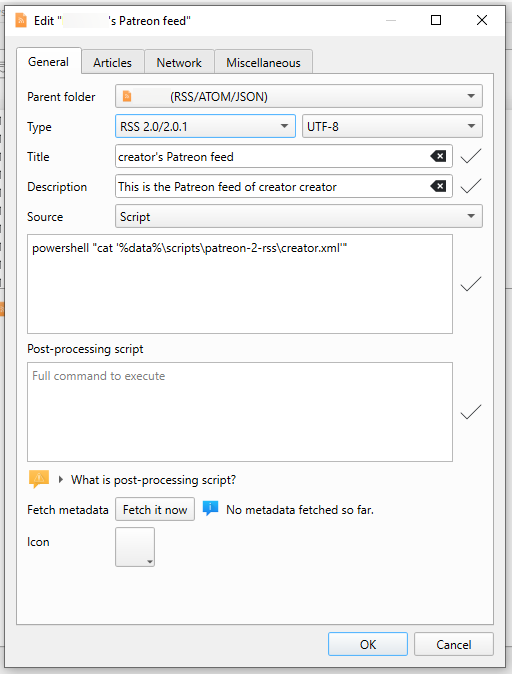 Edit "        's Patreon feed"
General Articles Network Miscellaneous
Parent folder (RSS/ATOM/JSON)
Type RSS 2.0/2.0.1 UTF-8
Title creator's Patreon feed
Description This is the Patreon feed of creator creator
Source Script
powershell "cat '%data%\scripts\patreon-2-rss\creator.xml'"
Post-processing script
Full command to execute
What is post-processing script?
Fetch metadata Fetch it now No metadata fetched so far.
Icon
OK Cancel